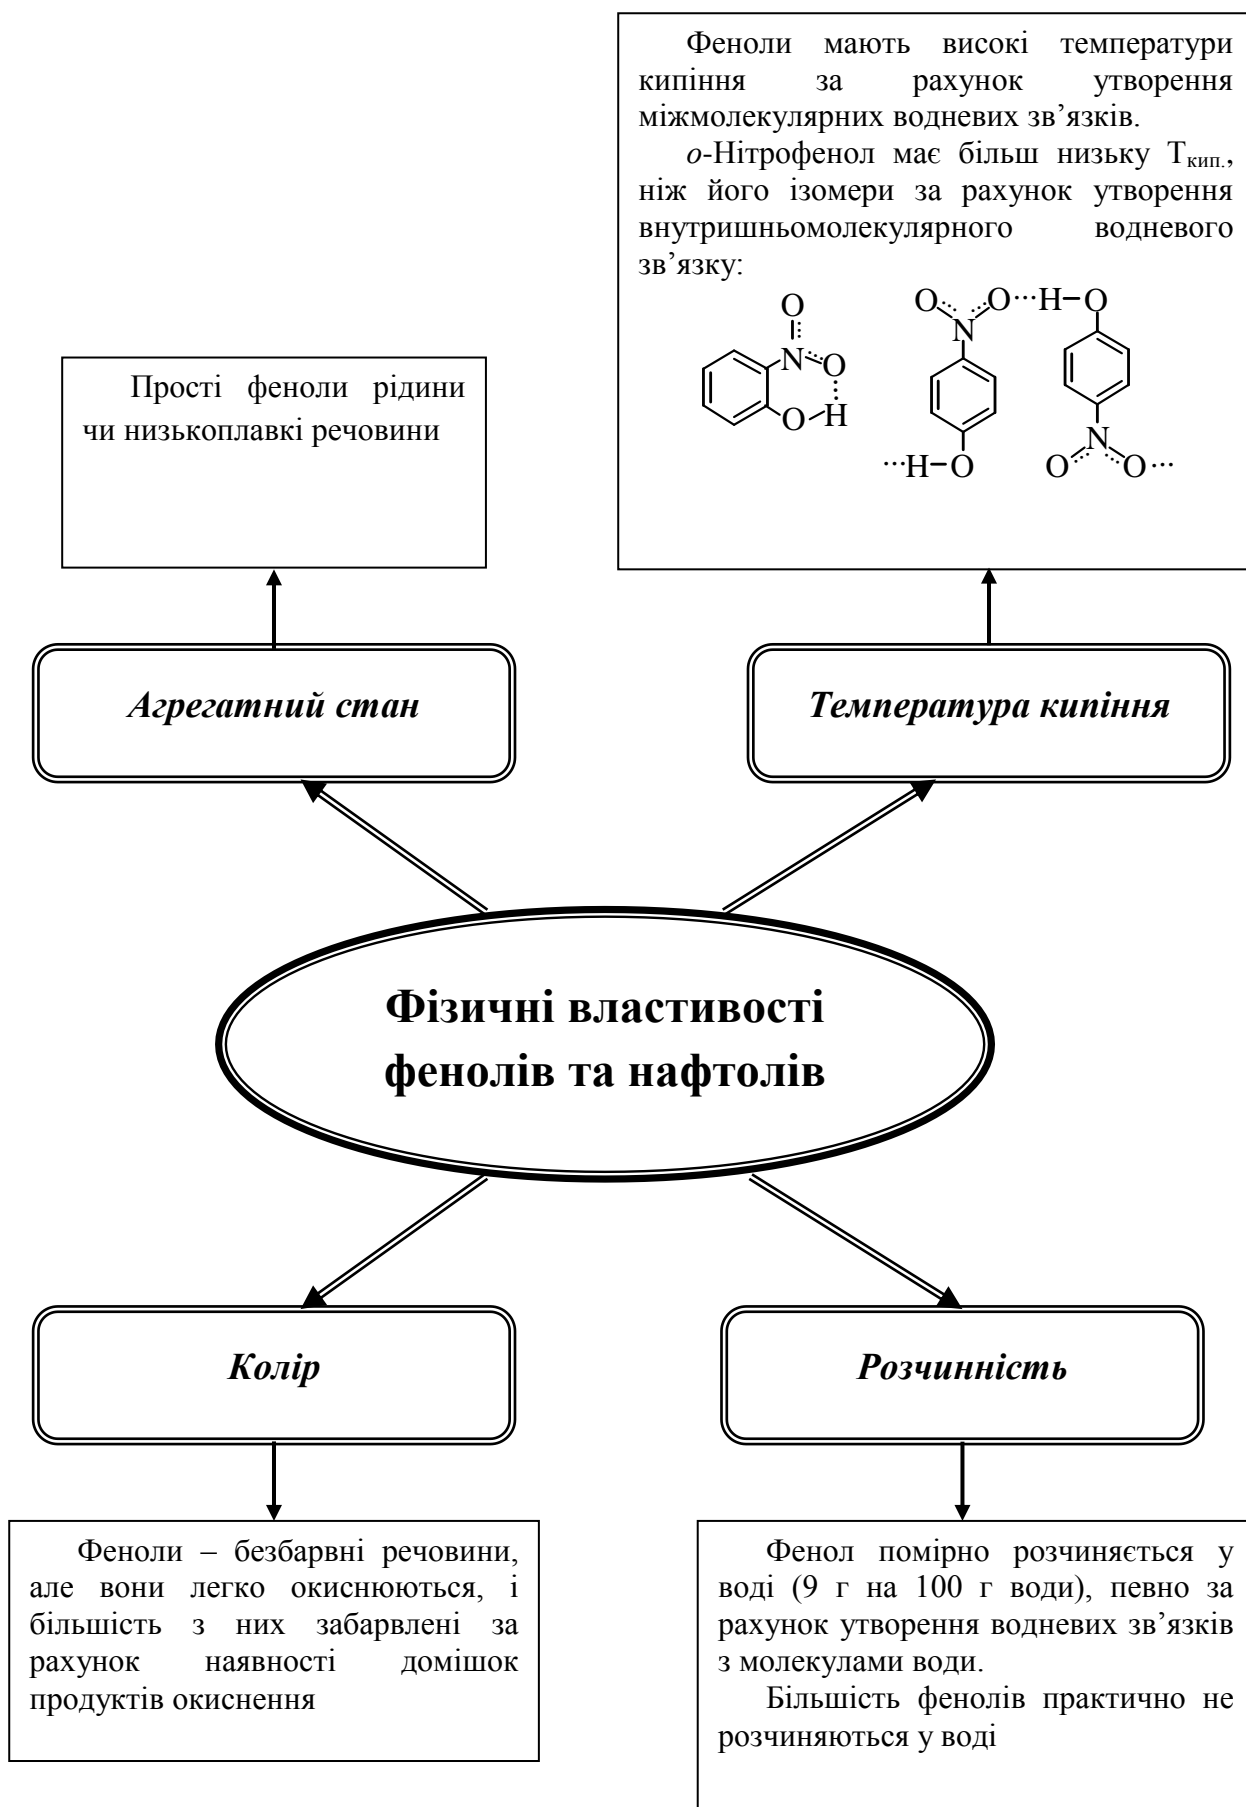 Феноли мають високі температури
кипіння за рахунок утворення
міжмолекулярних водневих зв’язків.
о-Нітрофенол має більш низьку Ткип.,
ніж його ізомери за рахунок утворення
внутришньомолекулярного водневого
зв’язку:
O
N
O
O
H
O
O
N
H
O
H
O
N
O
O
Прості феноли рідини
чи низькоплавкі речовини
Агрегатний стан
Температура кипіння
Фізичні властивості
фенолів та нафтолів
Колір
Розчинність
Феноли – безбарвні речовини,
але вони легко окиснюються, і
більшість з них забарвлені за
рахунок наявності домішок
продуктів окиснення
Фенол помірно розчиняється у
воді (9 г на 100 г води), певно за
рахунок утворення водневих зв’язків
з молекулами води.
Більшість фенолів практично не
розчиняються у воді